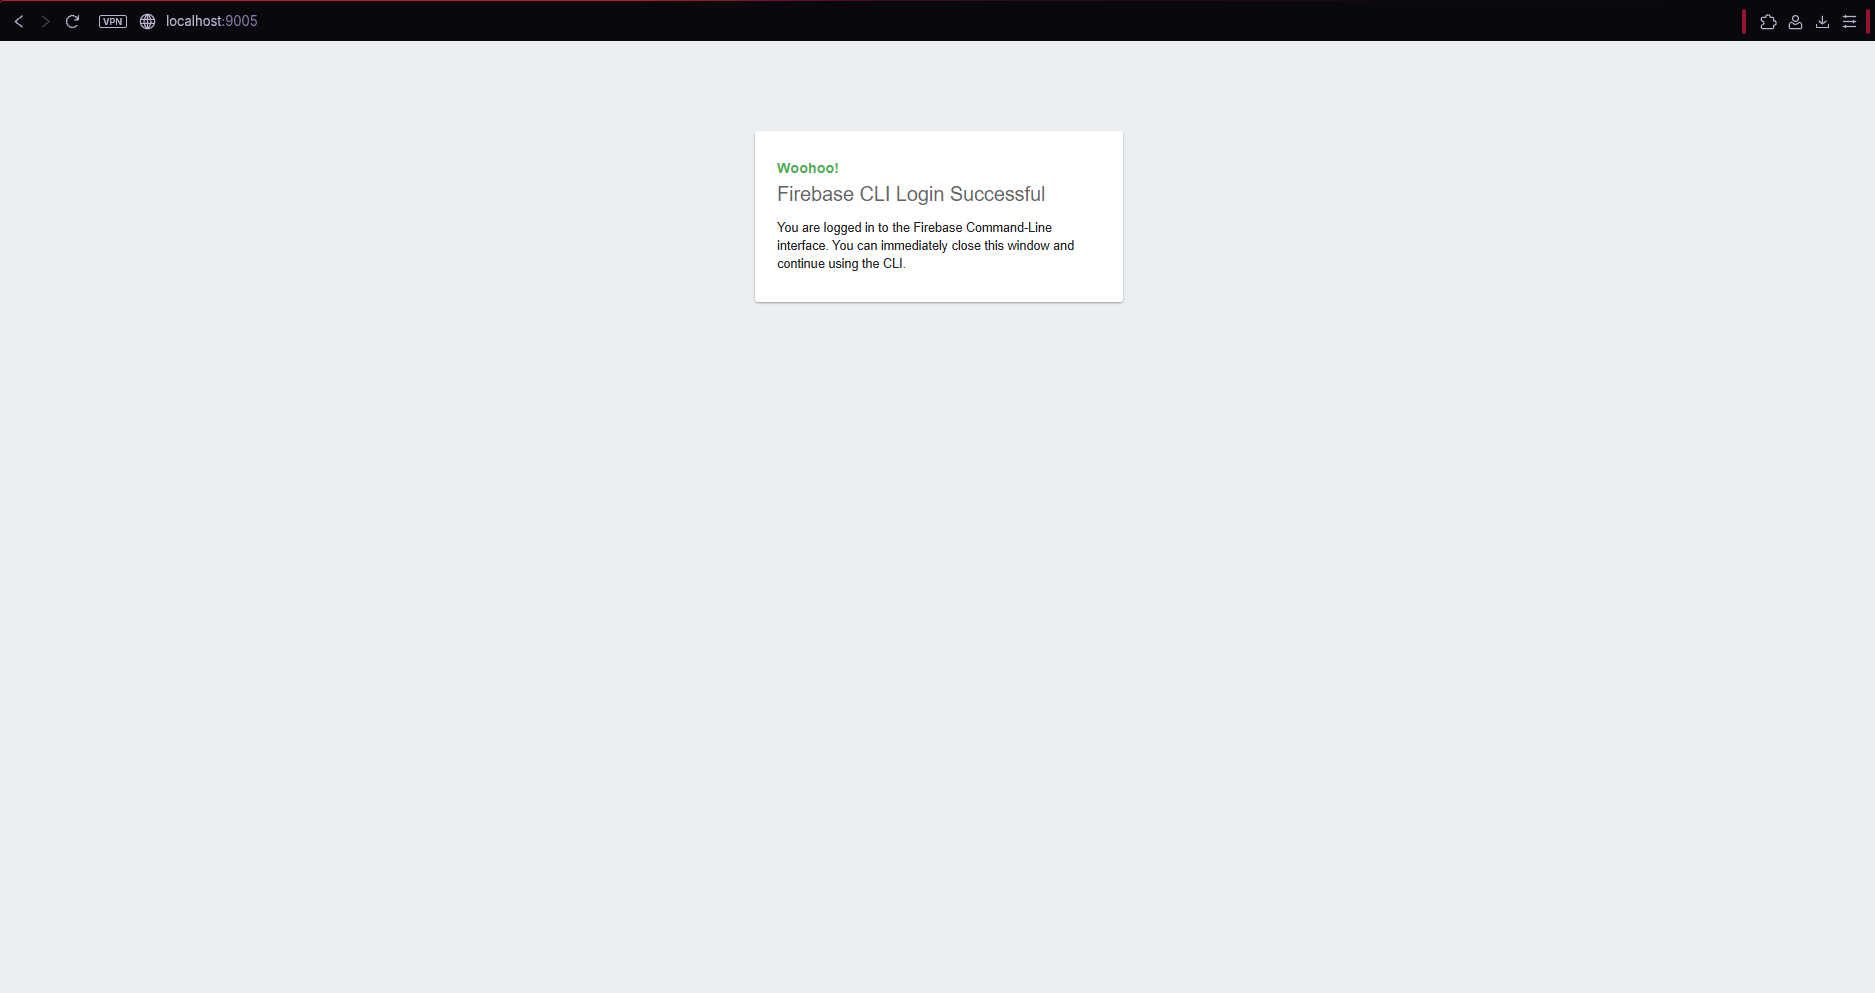 VPN
localhost:9005
Woohoo!
Firebase CLI Login Successful
You are logged in to the Firebase Command-Line
interface. You can immediately close this window and
continue using the CLI.